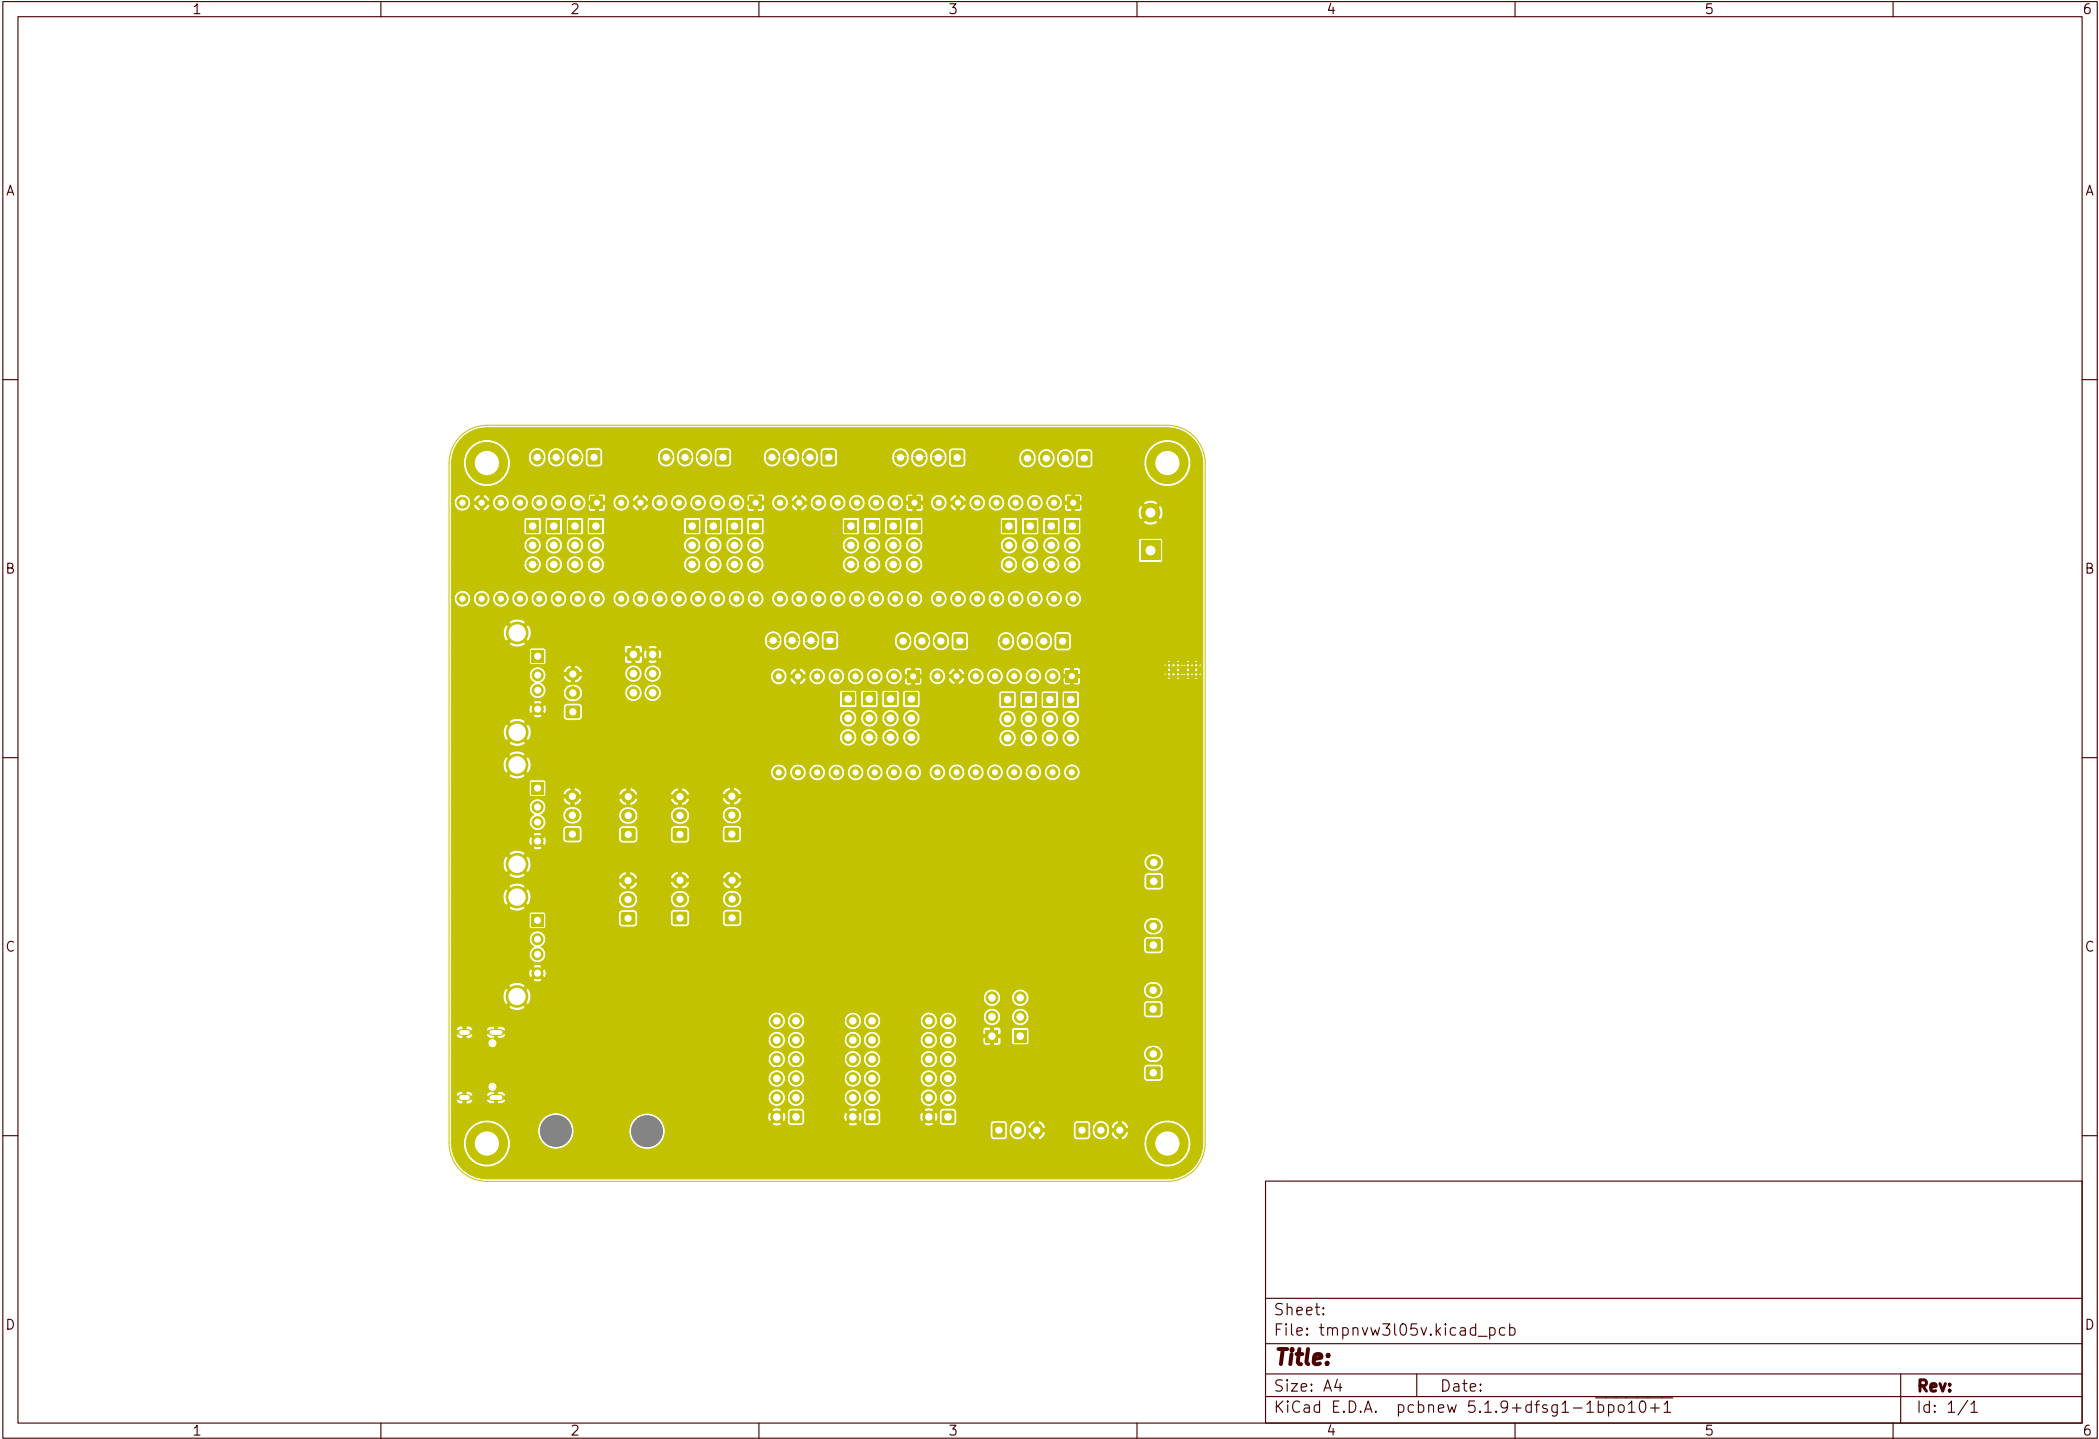 1 2 3 4 5 6
A A
B B
C C
D D
Sheet:
File: tmpnvw3l05v.kicad_pcb
Title:
Size: A4 Date: Rev:
KiCad E.D.A. pcbnew 5.1.9+dfsg1-1bpo10+1 Id: 1/1
1 2 3 4 5 6